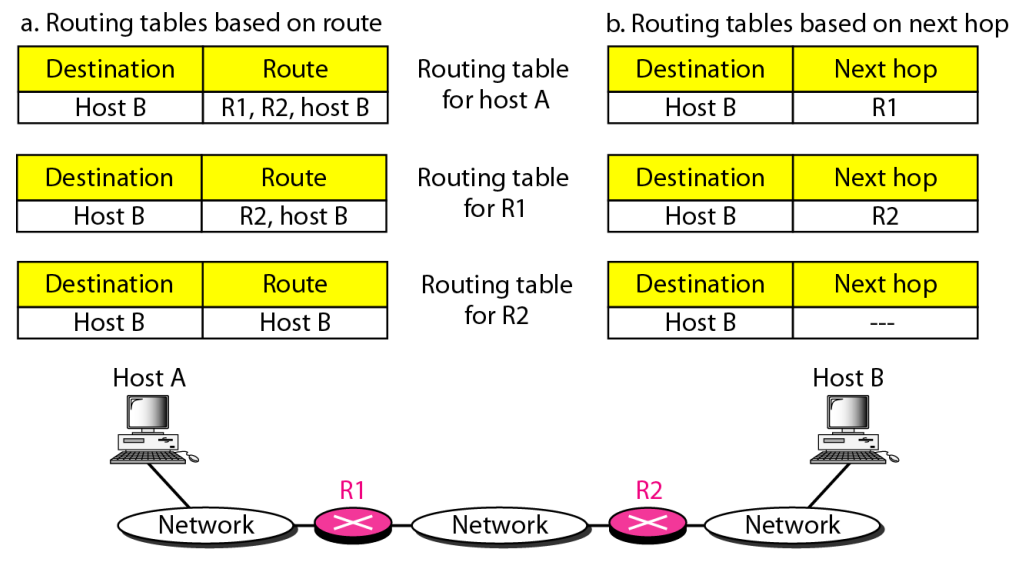 a. Routing tables based on route
b. Routing tables based on next hop
Destination Route
Host B R1, R2, host B
Routing table
for host A
Destination Next hop
Host B R1
Destination Route
Host B R2, host B
Routing table
for R1
Destination Next hop
Host B R2
Destination Route
Host B Host B
Routing table
for R2
Destination Next hop
Host B ---
Host A
Host B
R1
R2
Network
Network
Network